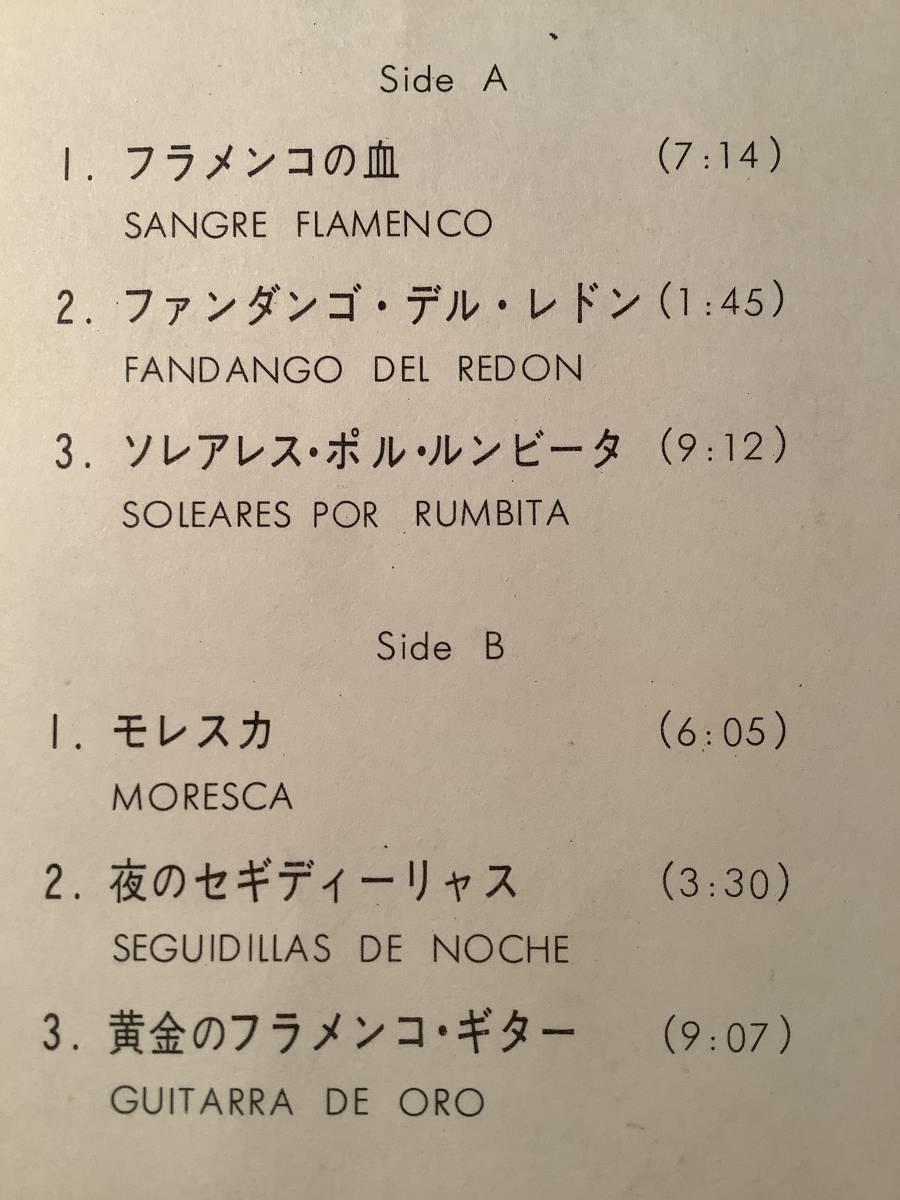 Side A
1. フラメンコの血 (7:14)
SANGRE FLAMENCO
2. ファンダンゴ・デル・レドン (1:45)
FANDANGO DEL REDON
3. ソレアレス・ポル・ルンビータ (9:12)
SOLEARES POR RUMBITA
Side B
1. モレスカ (6:05)
MORESCA
2. 夜のセギディーリャス (3:30)
SEGUIDILLAS DE NOCHE
3. 黄金のフラメンコ・ギター (9:07)
GUITARRA DE ORO